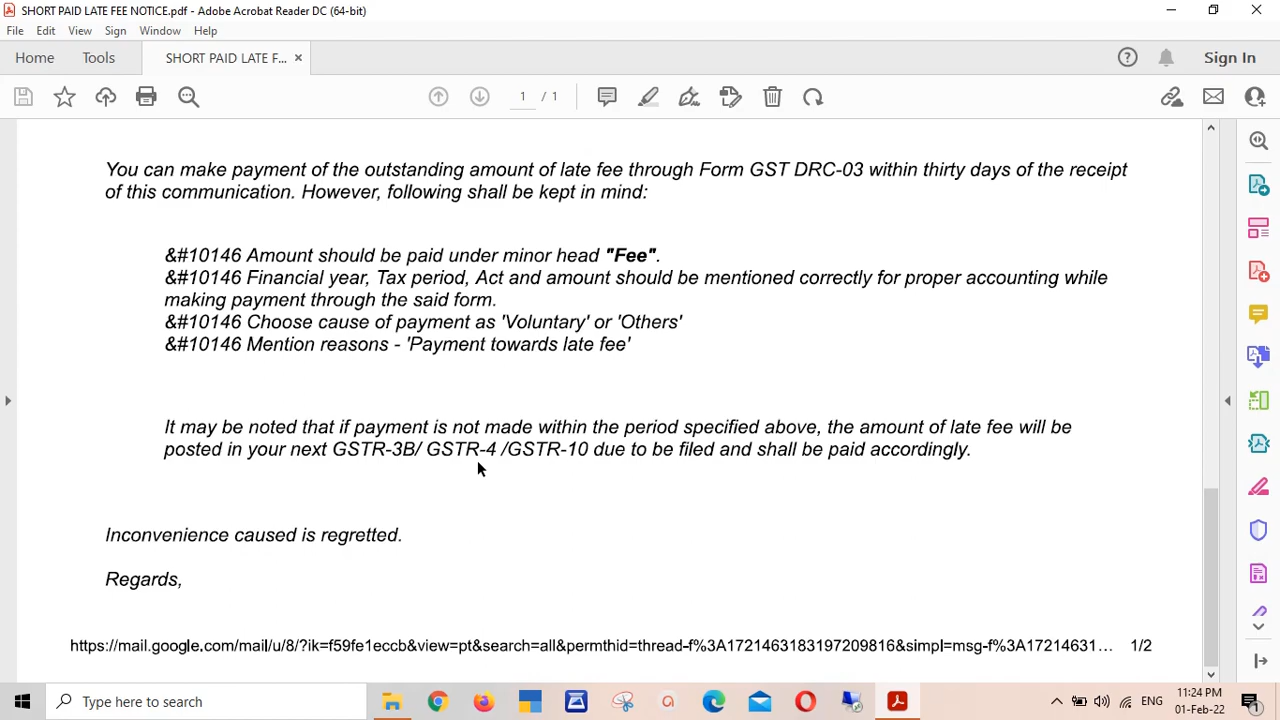 SHORT PAID LATE FEE NOTICE.pdf - Adobe Acrobat Reader DC (64-bit)
File Edit View Sign Window Help
Home Tools SHORT PAID LATE F... × Sign In
1 / 1
You can make payment of the outstanding amount of late fee through Form GST DRC-03 within thirty days of the receipt
of this communication. However, following shall be kept in mind:
&#10146 Amount should be paid under minor head "Fee".
&#10146 Financial year, Tax period, Act and amount should be mentioned correctly for proper accounting while
making payment through the said form.
&#10146 Choose cause of payment as 'Voluntary' or 'Others'
&#10146 Mention reasons - 'Payment towards late fee'
It may be noted that if payment is not made within the period specified above, the amount of late fee will be
posted in your next GSTR-3B/ GSTR-4 /GSTR-10 due to be filed and shall be paid accordingly.
Inconvenience caused is regretted.
Regards,
https://mail.google.com/mail/u/8/?ik=f59fe1eccb&view=pt&search=all&permthid=thread-f%3A1721463183197209816&simpl=msg-f%3A17214631… 1/2
Type here to search
ENG
11:24 PM
01-Feb-22
1